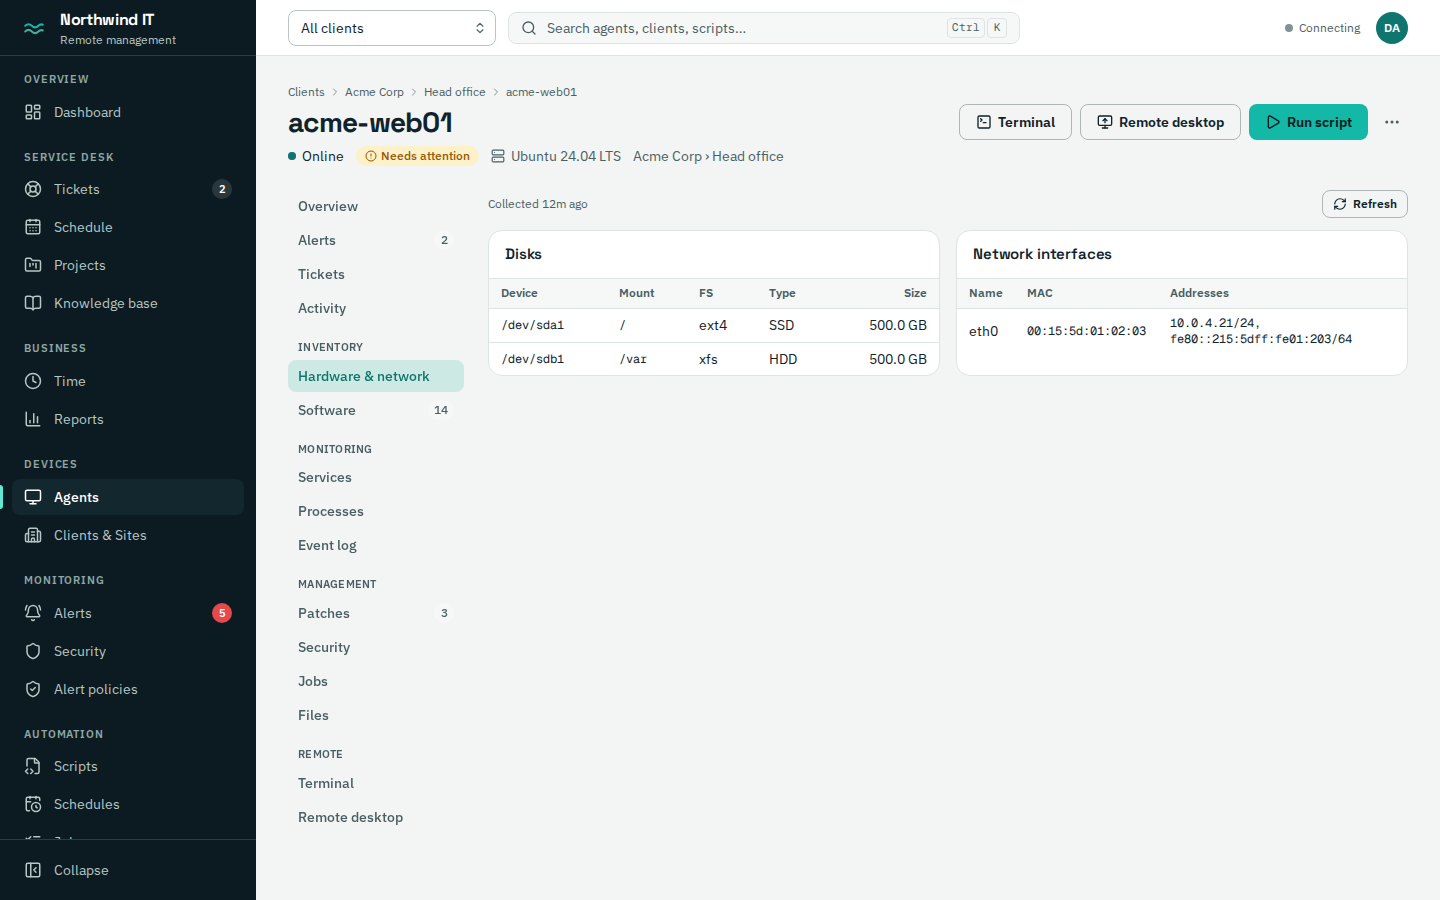 Northwind IT
Remote management
All clients
Search agents, clients, scripts...
Ctrl K
Connecting
DA
OVERVIEW
Dashboard
SERVICE DESK
Tickets 2
Schedule
Projects
Knowledge base
BUSINESS
Time
Reports
DEVICES
Agents
Clients & Sites
MONITORING
Alerts 5
Security
Alert policies
AUTOMATION
Scripts
Schedules
Collapse
Clients > Acme Corp > Head office > acme-web01
acme-web01
Terminal
Remote desktop
Run script
Online
Needs attention
Ubuntu 24.04 LTS
Acme Corp › Head office
Overview
Alerts 2
Tickets
Activity
INVENTORY
Hardware & network
Software 14
MONITORING
Services
Processes
Event log
MANAGEMENT
Patches 3
Security
Jobs
Files
REMOTE
Terminal
Remote desktop
Collected 12m ago
Refresh
Disks
Device Mount FS Type Size
/dev/sda1 / ext4 SSD 500.0 GB
/dev/sdb1 /var xfs HDD 500.0 GB
Network interfaces
Name MAC Addresses
eth0 00:15:5d:01:02:03 10.0.4.21/24,
fe80::215:5dff:fe01:203/64